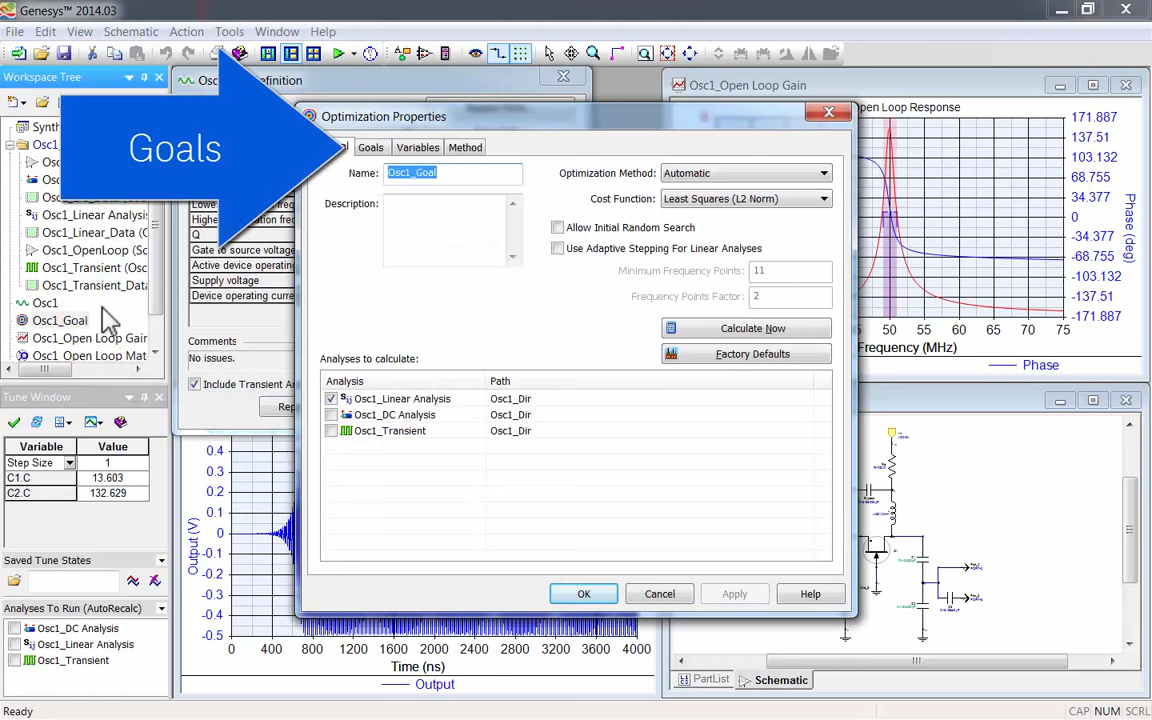 Genesys™ 2014.03
File Edit View Schematic Action Tools Window Help
Workspace Tree
Goals
Osc1_Linear Analysis
Osc1_Linear_Data
Osc1_OpenLoop
Osc1_Transient
Osc1_Transient_Data
Osc1
Osc1_Goal
Osc1_Open Loop Gain
Osc1_Open Loop Mat
Tune Window
Variable Value
Step Size 1
C1.C 13.603
C2.C 132.629
Saved Tune States
Analyses To Run (AutoRecalc)
Osc1_DC Analysis
Osc1_Linear Analysis
Osc1_Transient
Gate to source voltage
Active device operating
Supply voltage
Device operating curre
Comments
No issues.
Include Transient An
Optimization Properties
Goals Variables Method
Name: Osc1_Goal
Description:
Optimization Method: Automatic
Cost Function: Least Squares (L2 Norm)
Allow Initial Random Search
Use Adaptive Stepping For Linear Analyses
Minimum Frequency Points: 11
Frequency Points Factor: 2
Calculate Now
Factory Defaults
Analyses to calculate:
Analysis Path
Osc1_Linear Analysis Osc1_Dir
Osc1_DC Analysis Osc1_Dir
Osc1_Transient Osc1_Dir
OK Cancel Apply Help
Output (V)
0.4
0.3
0.2
0.1
0
-0.1
-0.2
-0.3
-0.4
-0.5
0 400 800 1200 1600 2000 2400 2800 3200 3600 4000
Time (ns)
Output
Osc1_Open Loop Gain
Open Loop Response
171.887
137.51
103.132
68.755
34.377
0
-34.377
-68.755
-103.132
-137.51
-171.887
Phase (deg)
50 55 60 65 70 75
Frequency (MHz)
Phase
PartList Schematic
Ready
CAP NUM SCRL